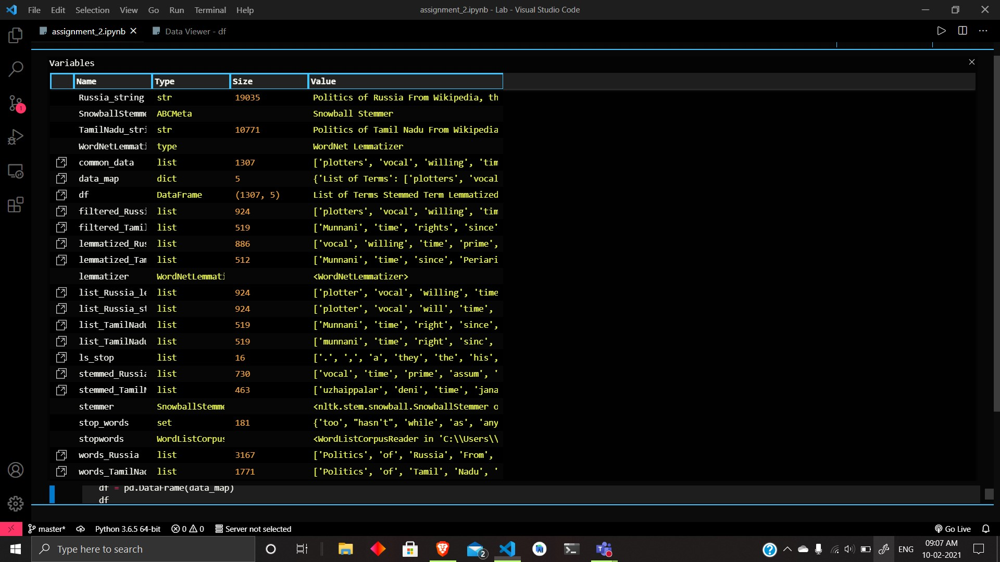 File Edit Selection View Go Run Terminal Help assignment_2.ipynb - Lab - Visual Studio Code
assignment_2.ipynb Data Viewer - df
Variables
Name Type Size Value
Russia_string str 19035 Politics of Russia From Wikipedia, th
SnowballStemme ABCMeta Snowball Stemmer
TamilNadu_stri str 10771 Politics of Tamil Nadu From Wikipedia
WordNetLemmati type WordNet Lemmatizer
common_data list 1307 ['plotters', 'vocal', 'willing', 'tim
data_map dict 5 {'List of Terms': ['plotters', 'vocal
df DataFrame (1307, 5) List of Terms Stemmed Term Lemmatized
filtered_Russi list 924 ['plotters', 'vocal', 'willing', 'tim
filtered_Tamil list 519 ['Munnani', 'time', 'rights', 'since'
lemmatized_Rus list 886 ['vocal', 'willing', 'time', 'prime',
lemmatized_Tam list 512 ['Munnani', 'time', 'since', 'Periari
lemmatizer WordNetLemmati <WordNetLemmatizer>
list_Russia_le list 924 ['plotter', 'vocal', 'willing', 'time
list_Russia_st list 924 ['plotter', 'vocal', 'will', 'time',
list_TamilNadu list 519 ['Munnani', 'time', 'right', 'since',
list_TamilNadu list 519 ['munnani', 'time', 'right', 'sinc',
ls_stop list 16 ['.', ',', 'a', 'they', 'the', 'his',
stemmed_Russia list 730 ['vocal', 'time', 'prime', 'assum', '
stemmed_TamilN list 463 ['uzhaippalar', 'deni', 'time', 'jana
stemmer SnowballStemme <nltk.stem.snowball.SnowballStemmer o
stop_words set 181 {'too', "hasn't", 'while', 'as', 'any
stopwords WordListCorpus <WordListCorpusReader in 'C:\\Users\\
words_Russia list 3167 ['Politics', 'of', 'Russia', 'From',
words_TamilNad list 1771 ['Politics', 'of', 'Tamil', 'Nadu', '
df = pd.DataFrame(data_map)
df
1
master* Python 3.6.5 64-bit 0 0 Server not selected Go Live
Type here to search 2 ENG 09:07 AM
10-02-2021